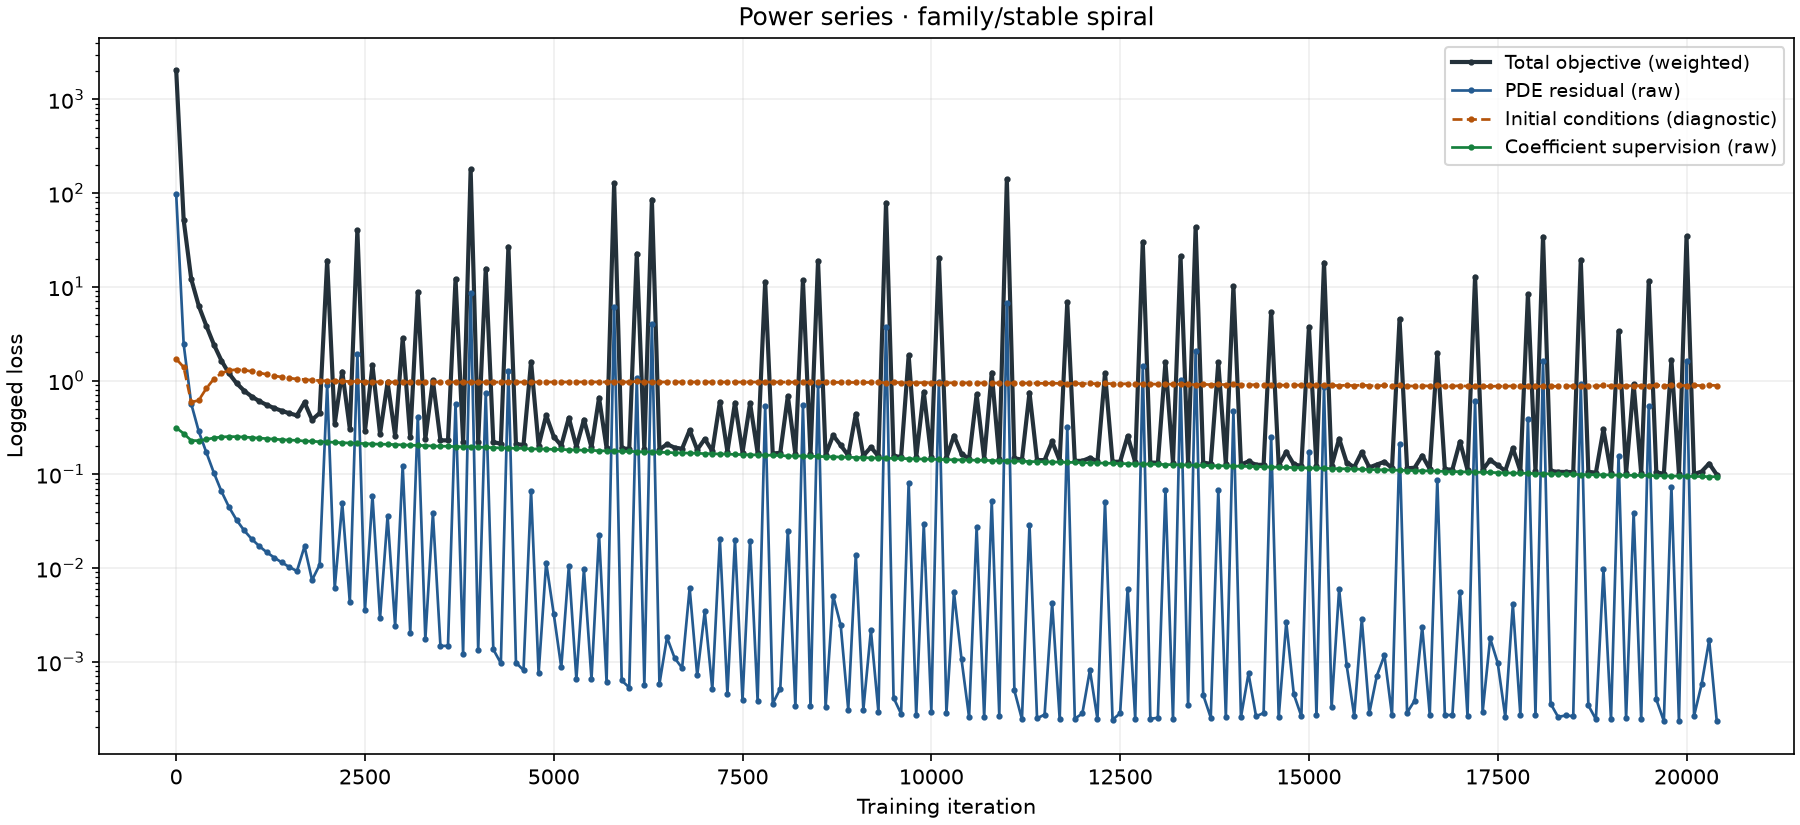 Power series · family/stable spiral
Total objective (weighted)
PDE residual (raw)
Initial conditions (diagnostic)
Coefficient supervision (raw)
Logged loss
10³
10²
10¹
10⁰
10⁻¹
10⁻²
10⁻³
0 2500 5000 7500 10000 12500 15000 17500 20000
Training iteration